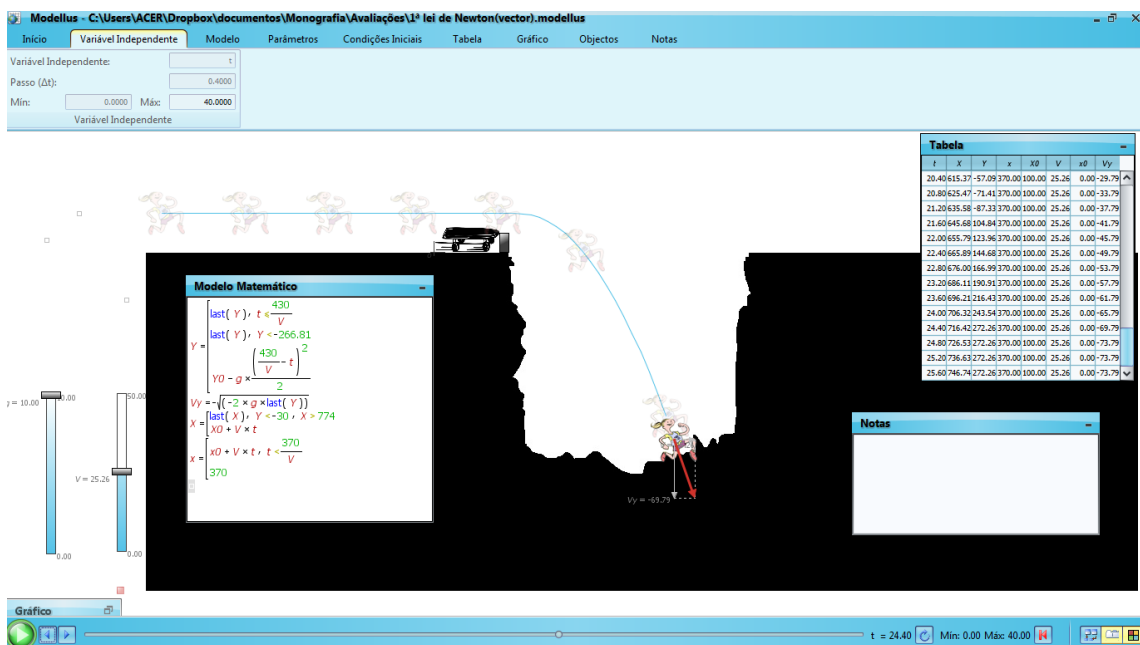 Modellus - C:\Users\ACER\Dropbox\documentos\Monografia\Avaliações\1ª lei de Newton(vector).modellus
Início Variável Independente Modelo Parâmetros Condições Iniciais Tabela Gráfico Objectos Notas
Variável Independente: t
Passo (Δt): 0.4000
Mín: 0.0000 Máx: 40.0000
Variável Independente
Tabela
t X Y x X0 V x0 Vy
20.40 615.37 -57.09 370.00 100.00 25.26 0.00 -29.79
20.80 625.47 -71.41 370.00 100.00 25.26 0.00 -33.79
21.20 635.58 -87.33 370.00 100.00 25.26 0.00 -37.79
21.60 645.68 104.84 370.00 100.00 25.26 0.00 -41.79
22.00 655.79 123.96 370.00 100.00 25.26 0.00 -45.79
22.40 665.89 144.68 370.00 100.00 25.26 0.00 -49.79
22.80 676.00 166.99 370.00 100.00 25.26 0.00 -53.79
23.20 686.11 190.91 370.00 100.00 25.26 0.00 -57.79
23.60 696.21 216.43 370.00 100.00 25.26 0.00 -61.79
24.00 706.32 243.54 370.00 100.00 25.26 0.00 -65.79
24.40 716.42 272.26 370.00 100.00 25.26 0.00 -69.79
24.80 726.53 272.26 370.00 100.00 25.26 0.00 -73.79
25.20 736.63 272.26 370.00 100.00 25.26 0.00 -73.79
25.60 746.74 272.26 370.00 100.00 25.26 0.00 -73.79
Modelo Matemático
last( Y ), t < 430/V
last( Y ), Y <-266.81
Y = Y0 - g × (430/V - t)²/2
Vy =-√(-2 × g ×last( Y ))
X = last( X ), Y <-30 , X > 774
X0 + V × t
x = x0 + V × t , t < 370/V
370
= 10.00
10.00
0.00
50.00
V = 25.26
0.00
Vy = -69.79
Notas
Gráfico
t = 24.40 Mín: 0.00 Máx: 40.00